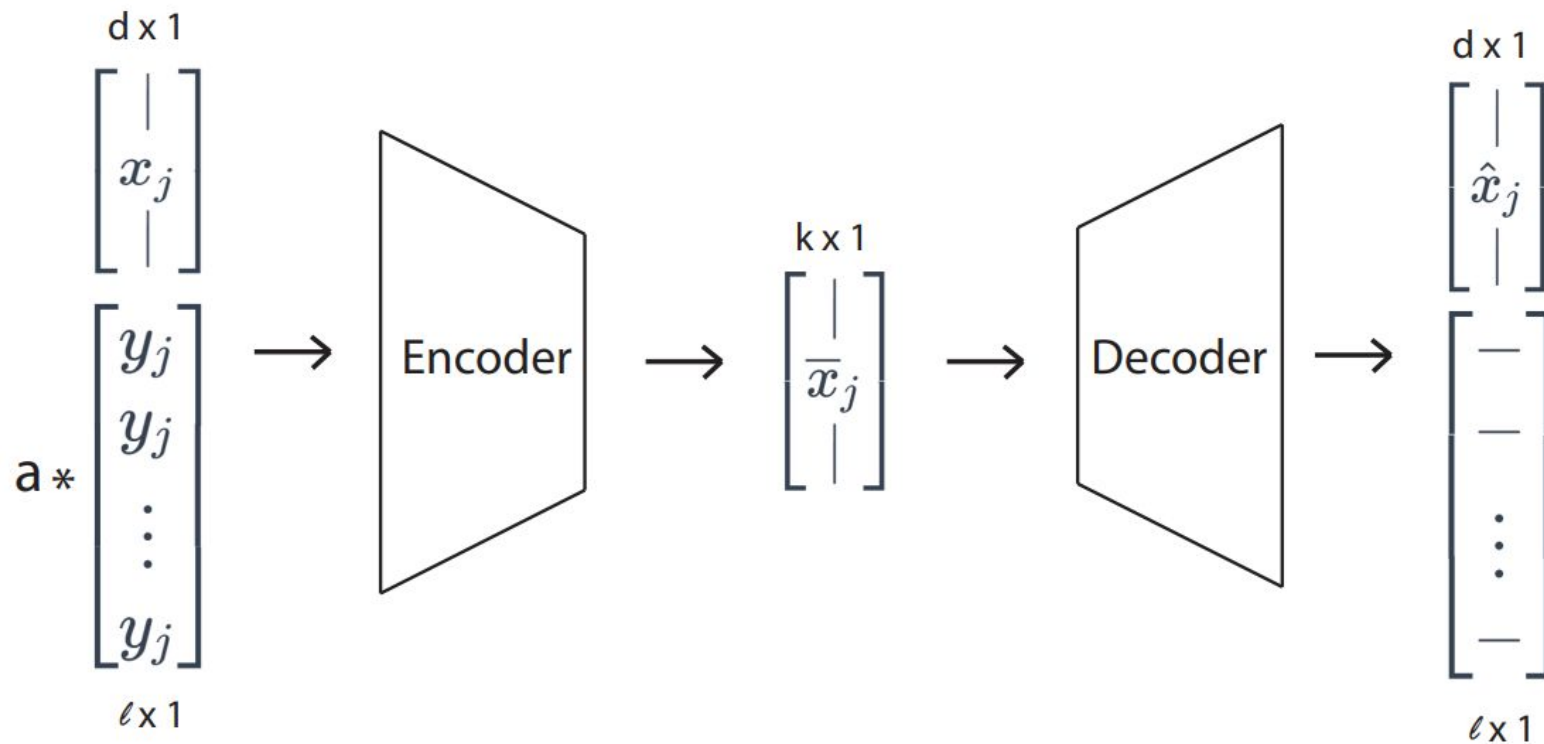 d x 1
x_j
a *
y_j
y_j
⋮
y_j
ℓ x 1
Encoder
k x 1
x̅_j
Decoder
d x 1
x̂_j
⋮
ℓ x 1